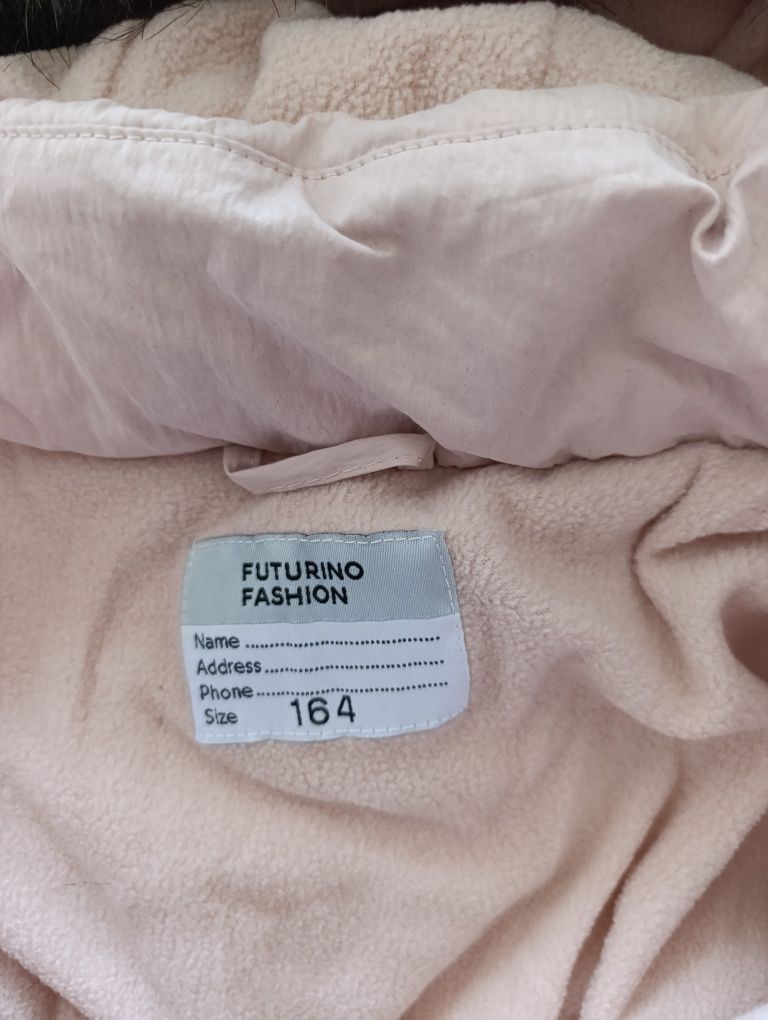 FUTURINO
FASHION
Name
Address
Phone
Size 164